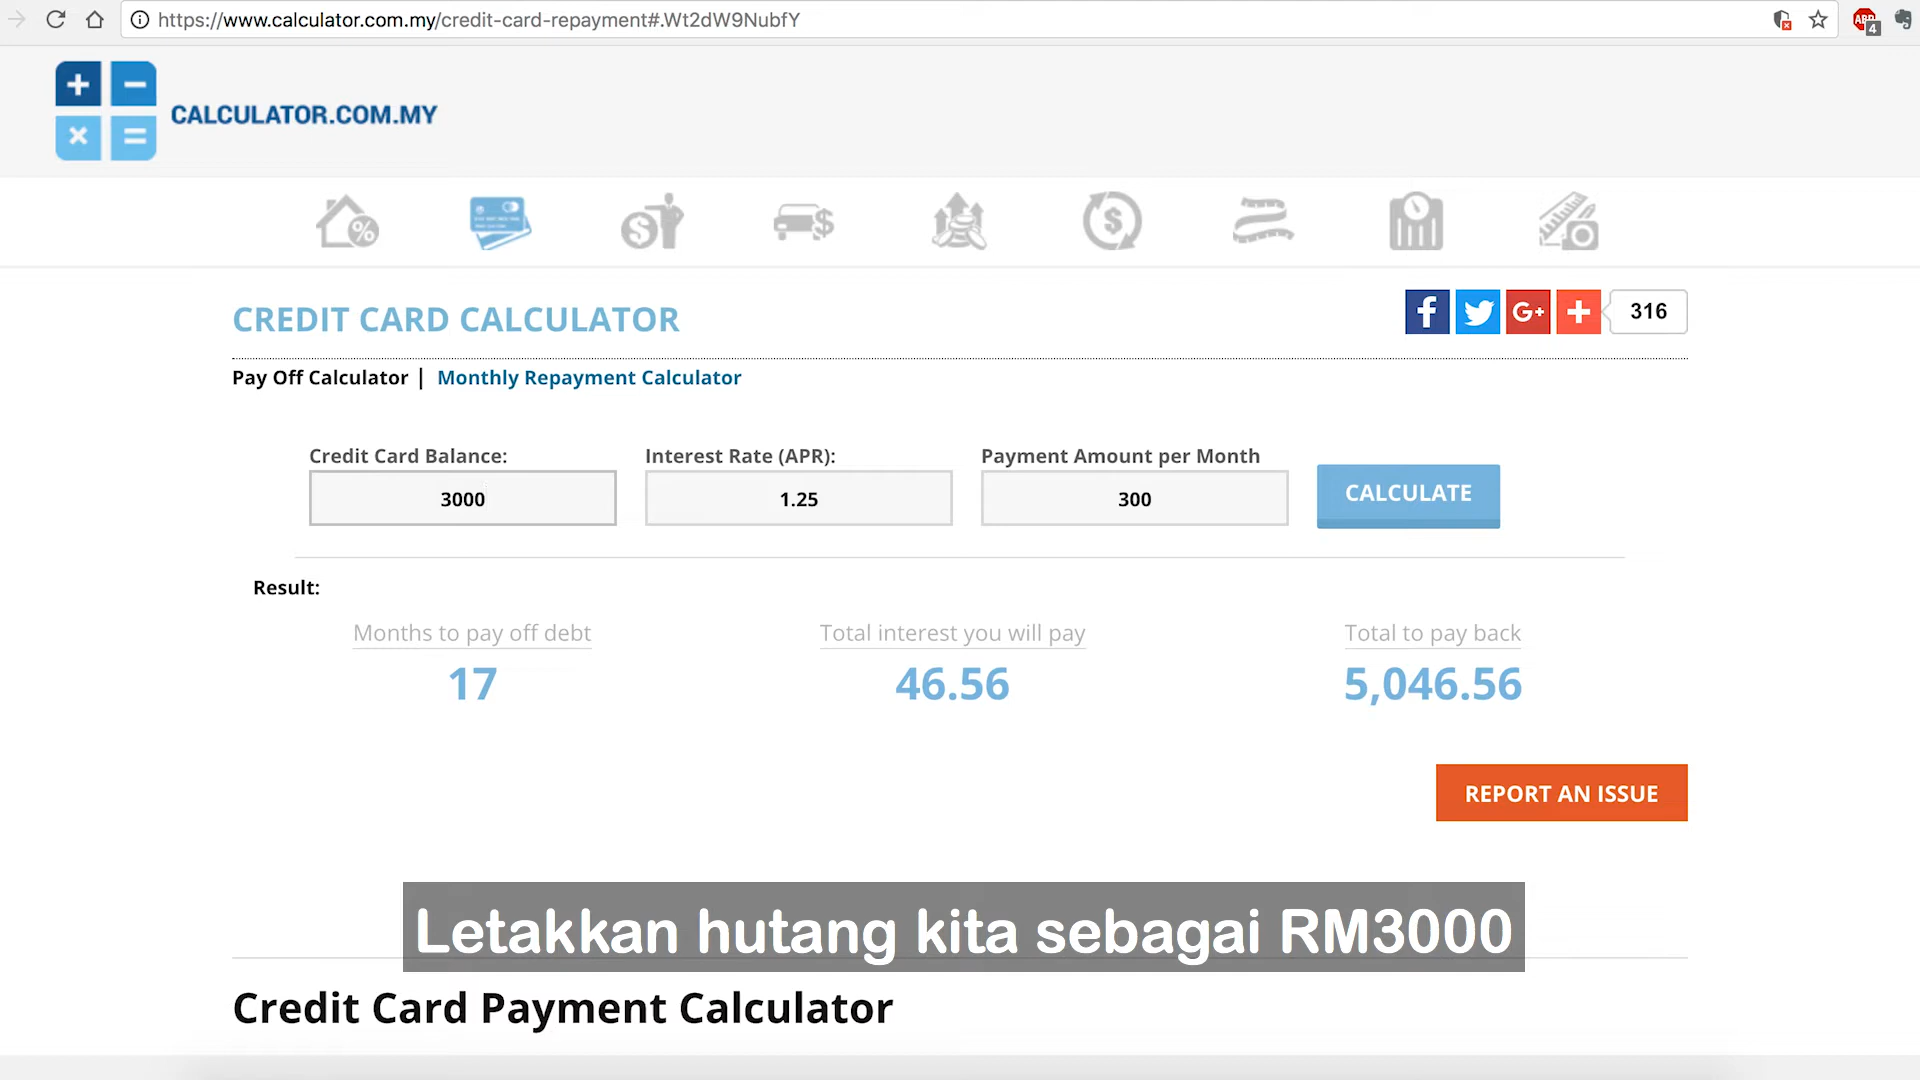 https://www.calculator.com.my/credit-card-repayment#.Wt2dW9NubfY
ABP
4
CALCULATOR.COM.MY
CREDIT CARD CALCULATOR
316
Pay Off Calculator | Monthly Repayment Calculator
Credit Card Balance: Interest Rate (APR): Payment Amount per Month
3000 1.25 300 CALCULATE
Result:
Months to pay off debt Total interest you will pay Total to pay back
17 46.56 5,046.56
REPORT AN ISSUE
Letakkan hutang kita sebagai RM3000
Credit Card Payment Calculator